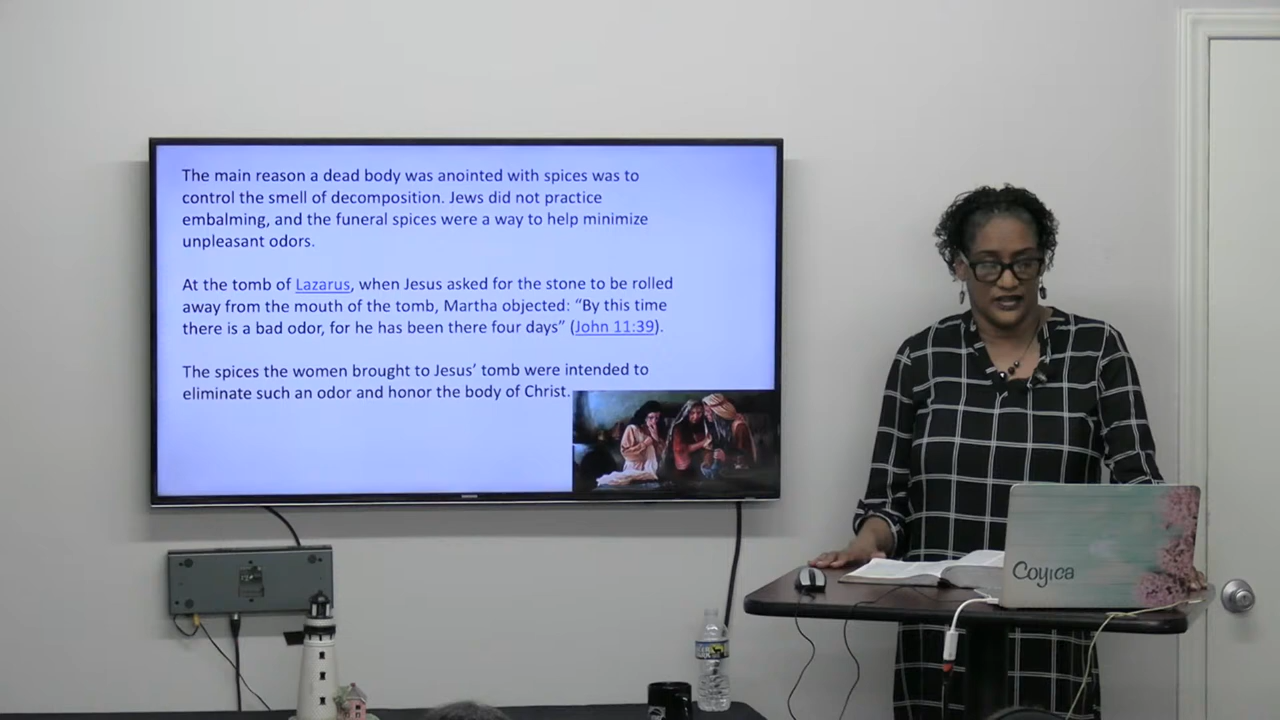 The main reason a dead body was anointed with spices was to
control the smell of decomposition. Jews did not practice
embalming, and the funeral spices were a way to help minimize
unpleasant odors.
At the tomb of Lazarus, when Jesus asked for the stone to be rolled
away from the mouth of the tomb, Martha objected: “By this time
there is a bad odor, for he has been there four days” (John 11:39).
The spices the women brought to Jesus’ tomb were intended to
eliminate such an odor and honor the body of Christ.
Coyica